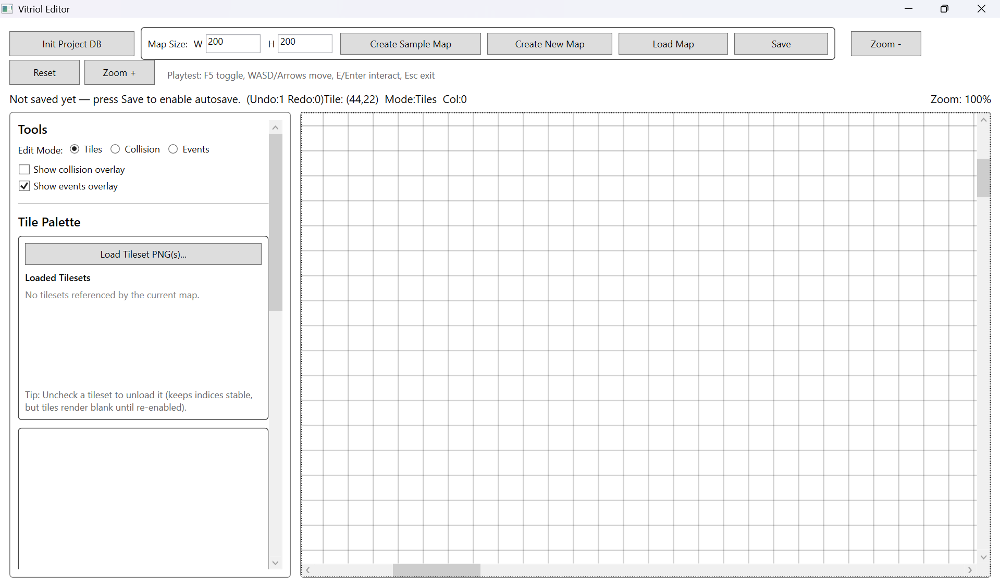 Vitriol Editor
Init Project DB
Map Size: W 200 H 200
Create Sample Map
Create New Map
Load Map
Save
Zoom -
Reset
Zoom +
Playtest: F5 toggle, WASD/Arrows move, E/Enter interact, Esc exit
Not saved yet — press Save to enable autosave. (Undo:1 Redo:0)Tile: (44,22) Mode:Tiles Col:0
Zoom: 100%
Tools
Edit Mode: Tiles Collision Events
Show collision overlay
Show events overlay
Tile Palette
Load Tileset PNG(s)...
Loaded Tilesets
No tilesets referenced by the current map.
Tip: Uncheck a tileset to unload it (keeps indices stable,
but tiles render blank until re-enabled).